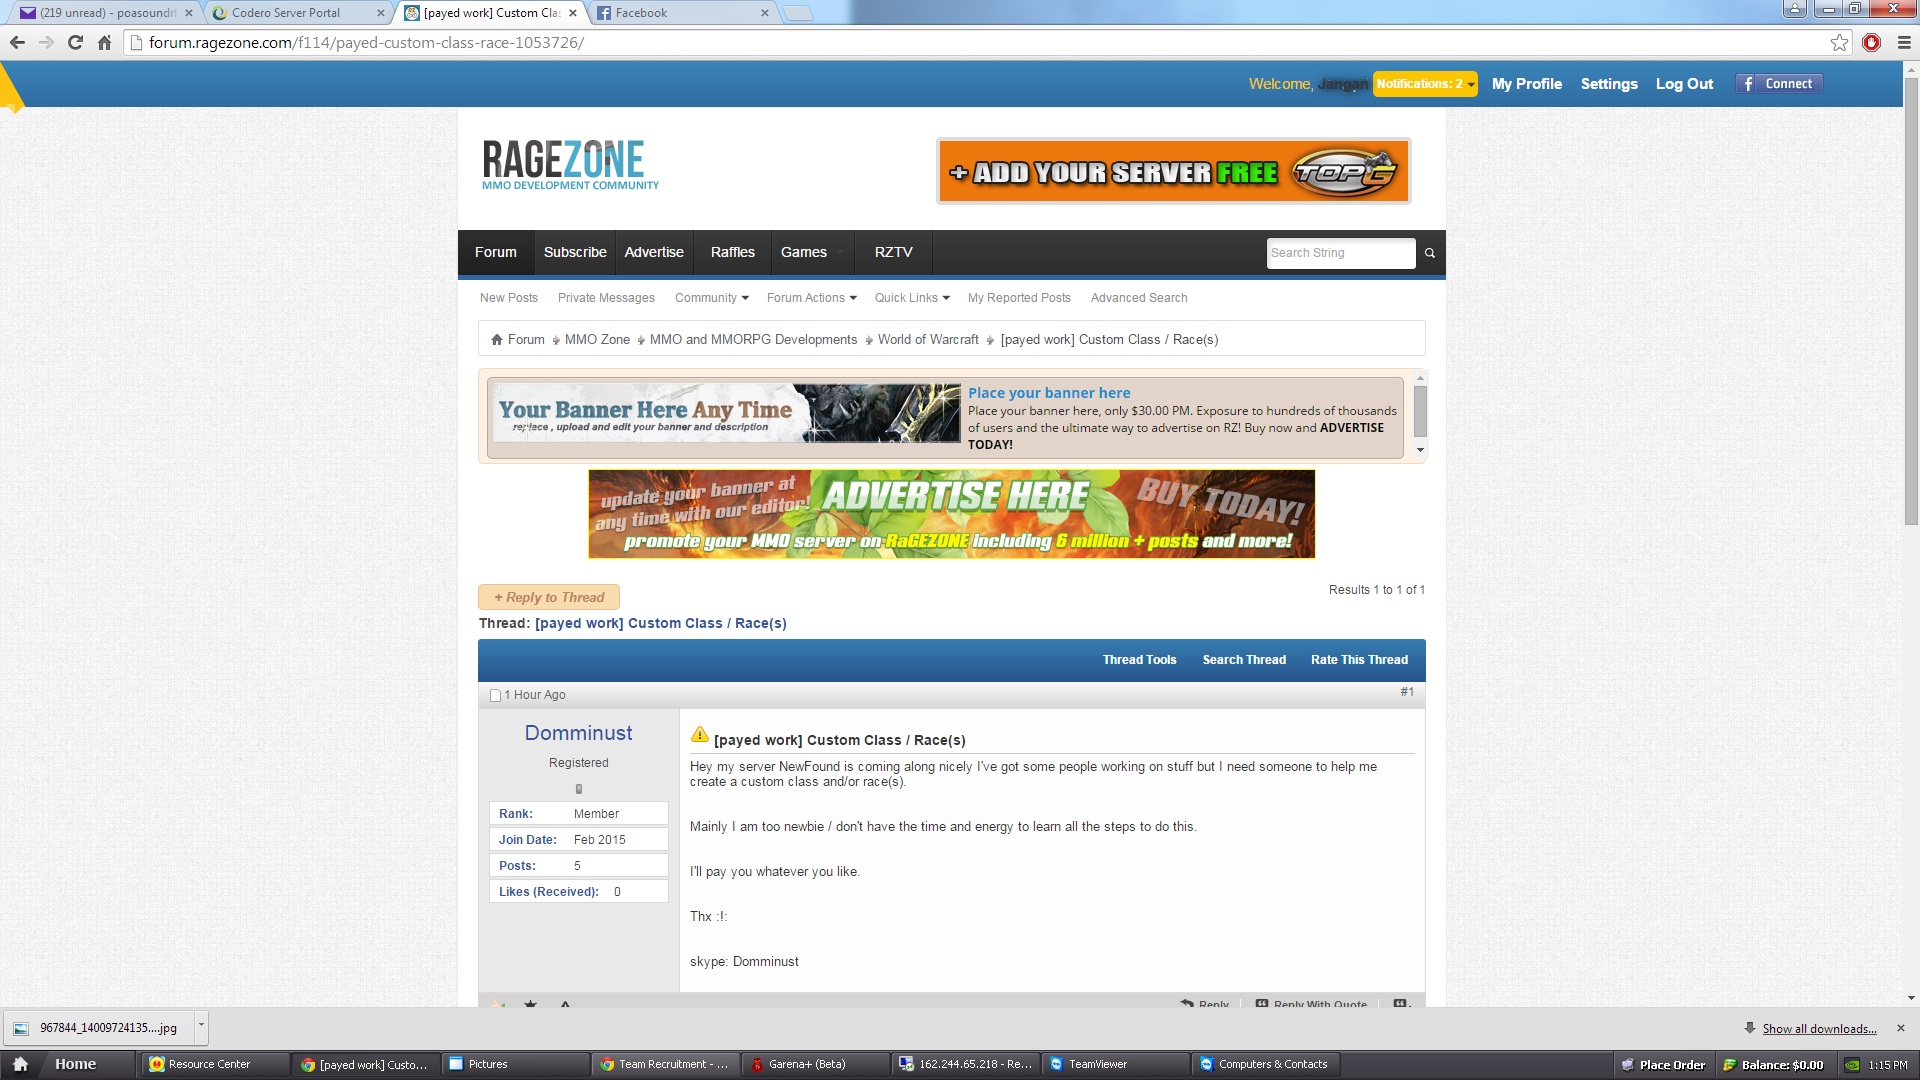 (219 unread) - poasoundrf
Codero Server Portal
[payed work] Custom Clas
Facebook
forum.ragezone.com/f114/payed-custom-class-race-1053726/
Welcome, Jangan Notifications: 2 My Profile Settings Log Out f Connect
RAGEZONE
MMO DEVELOPMENT COMMUNITY
+ ADD YOUR SERVER FREE TOPG
Forum Subscribe Advertise Raffles Games RZTV Search String
New Posts Private Messages Community Forum Actions Quick Links My Reported Posts Advanced Search
Forum MMO Zone MMO and MMORPG Developments World of Warcraft [payed work] Custom Class / Race(s)
Your Banner Here Any Time
replace , upload and edit your banner and description
Place your banner here
Place your banner here, only $30.00 PM. Exposure to hundreds of thousands
of users and the ultimate way to advertise on RZ! Buy now and ADVERTISE
TODAY!
update your banner at
any time with our editor!
ADVERTISE HERE
BUY TODAY!
promote your MMO server on RaGEZONE including 6 million + posts and more!
+ Reply to Thread
Results 1 to 1 of 1
Thread: [payed work] Custom Class / Race(s)
Thread Tools Search Thread Rate This Thread
1 Hour Ago
#1
Domminust
Registered
Rank: Member
Join Date: Feb 2015
Posts: 5
Likes (Received): 0
[payed work] Custom Class / Race(s)
Hey my server NewFound is coming along nicely I've got some people working on stuff but I need someone to help me
create a custom class and/or race(s).
Mainly I am too newbie / don't have the time and energy to learn all the steps to do this.
I'll pay you whatever you like.
Thx :!:
skype: Domminust
Reply Reply With Quote
967844_14009724135....jpg
Show all downloads...
Home
Resource Center
[payed work] Custo...
Pictures
Team Recruitment - ...
Garena+ (Beta)
162.244.65.218 - Re...
TeamViewer
Computers & Contacts
Place Order
Balance: $0.00
1:15 PM